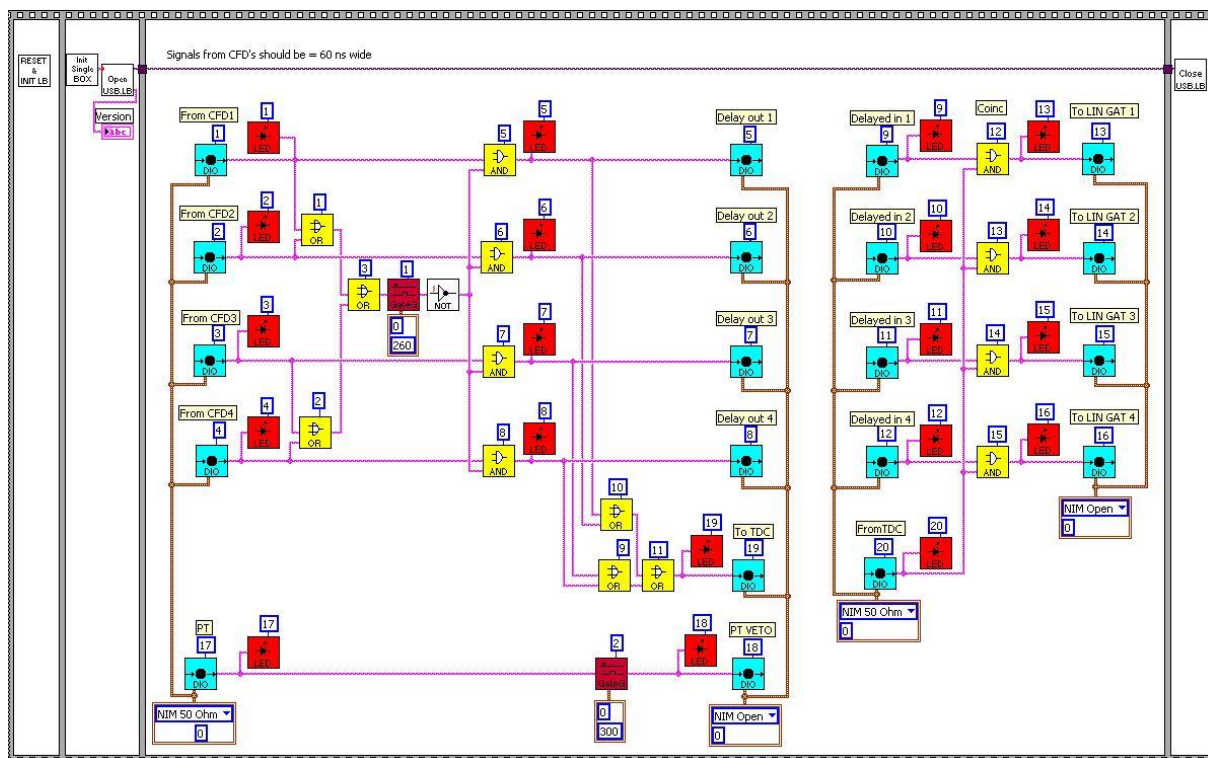 RESET
&
INIT LB
Init
Single
BOX
Open
USB.LB
Version
abc
Signals from CFD's should be = 60 ns wide
Close
USB.LB
From CFD1
1
DIO
1
LED
5
AND
5
LED
Delay out 1
5
DIO
From CFD2
2
DIO
2
LED
1
OR
6
AND
6
LED
Delay out 2
6
DIO
3
OR
1
GateG
0
260
NOT
From CFD3
3
DIO
3
LED
7
AND
7
LED
Delay out 3
7
DIO
From CFD4
4
DIO
4
LED
2
OR
8
AND
8
LED
Delay out 4
8
DIO
10
OR
9
OR
11
OR
19
LED
To TDC
19
DIO
PT
17
DIO
17
LED
2
GateG
0
300
18
LED
PT VETO
18
DIO
NIM 50 Ohm
0
NIM Open
0
Delayed in 1
9
DIO
9
LED
Coinc
12
AND
13
LED
To LIN GAT 1
13
DIO
Delayed in 2
10
DIO
10
LED
13
AND
14
LED
To LIN GAT 2
14
DIO
Delayed in 3
11
DIO
11
LED
14
AND
15
LED
To LIN GAT 3
15
DIO
Delayed in 4
12
DIO
12
LED
15
AND
16
LED
To LIN GAT 4
16
DIO
NIM Open
0
FromTDC
20
DIO
20
LED
NIM 50 Ohm
0